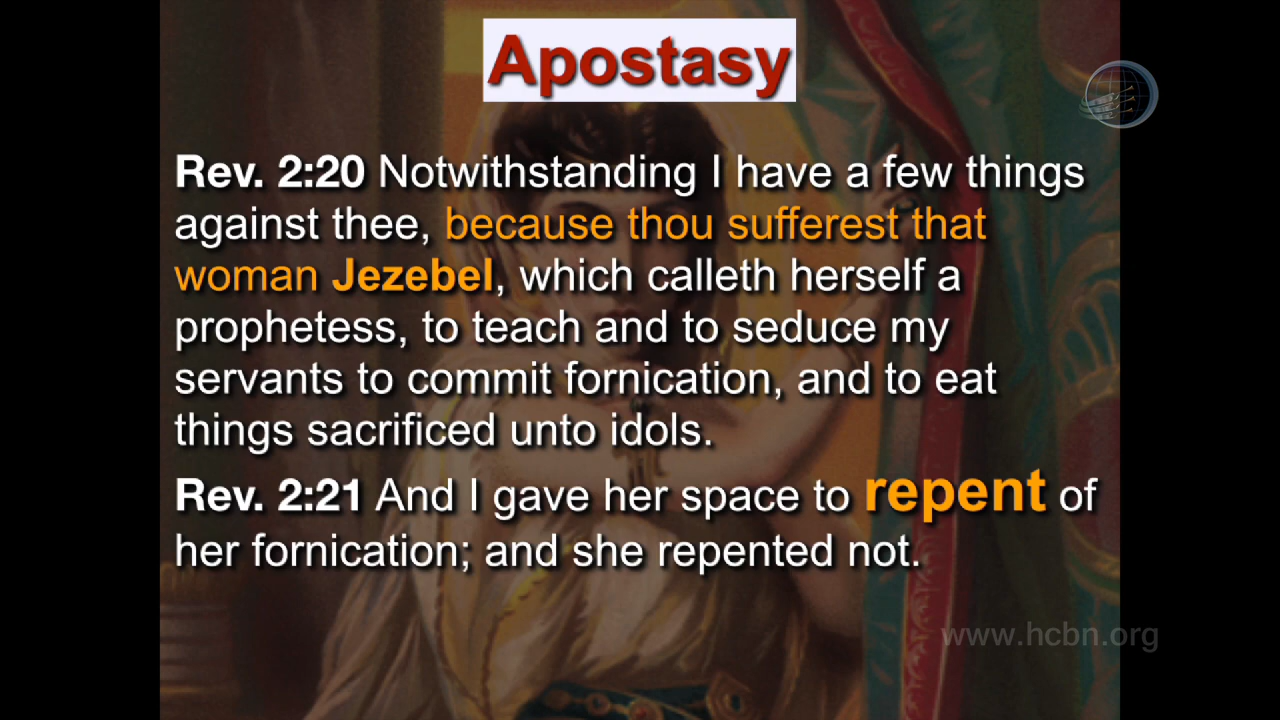 Apostasy
Rev. 2:20 Notwithstanding I have a few things
against thee, because thou sufferest that
woman Jezebel, which calleth herself a
prophetess, to teach and to seduce my
servants to commit fornication, and to eat
things sacrificed unto idols.
Rev. 2:21 And I gave her space to repent of
her fornication; and she repented not.
www.hcbn.org